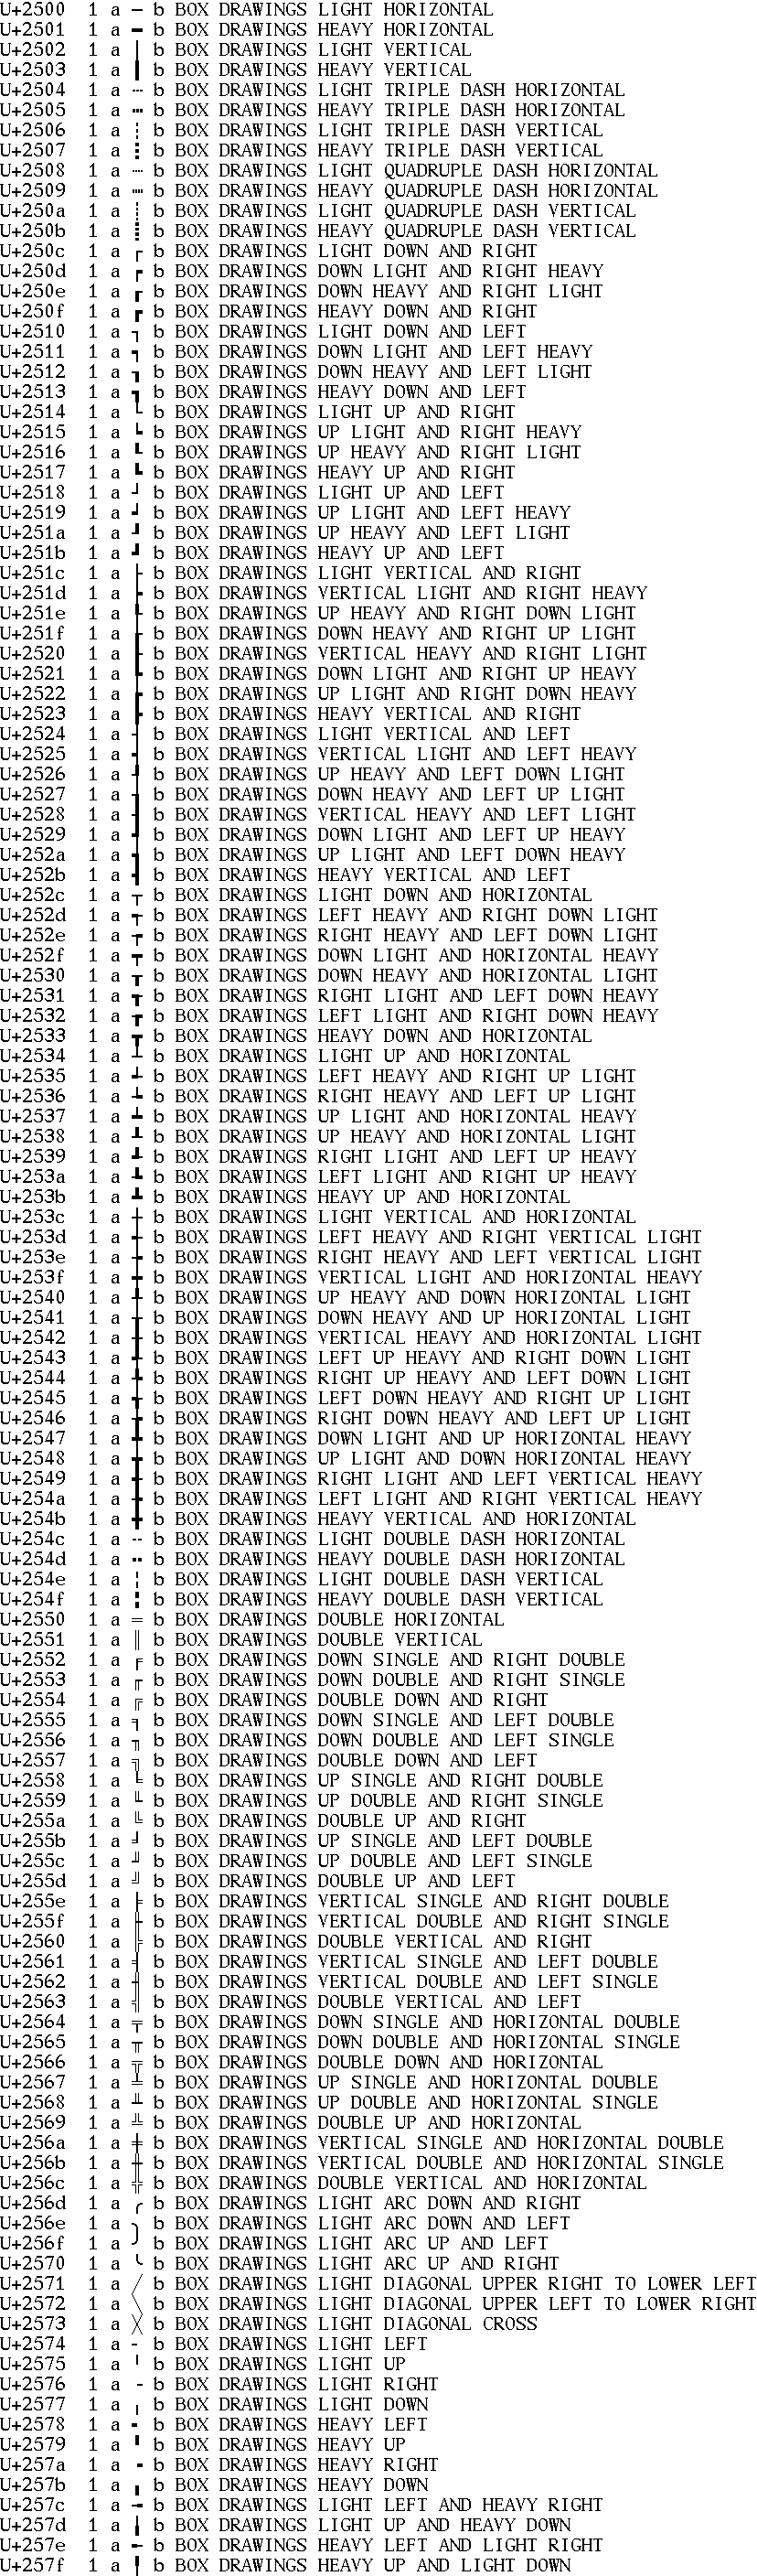 U+2500  1 a ─ b BOX DRAWINGS LIGHT HORIZONTAL
U+2501  1 a ━ b BOX DRAWINGS HEAVY HORIZONTAL
U+2502  1 a │ b BOX DRAWINGS LIGHT VERTICAL
U+2503  1 a ┃ b BOX DRAWINGS HEAVY VERTICAL
U+2504  1 a ┄ b BOX DRAWINGS LIGHT TRIPLE DASH HORIZONTAL
U+2505  1 a ┅ b BOX DRAWINGS HEAVY TRIPLE DASH HORIZONTAL
U+2506  1 a ┆ b BOX DRAWINGS LIGHT TRIPLE DASH VERTICAL
U+2507  1 a ┇ b BOX DRAWINGS HEAVY TRIPLE DASH VERTICAL
U+2508  1 a ┈ b BOX DRAWINGS LIGHT QUADRUPLE DASH HORIZONTAL
U+2509  1 a ┉ b BOX DRAWINGS HEAVY QUADRUPLE DASH HORIZONTAL
U+250a  1 a ┊ b BOX DRAWINGS LIGHT QUADRUPLE DASH VERTICAL
U+250b  1 a ┋ b BOX DRAWINGS HEAVY QUADRUPLE DASH VERTICAL
U+250c  1 a ┌ b BOX DRAWINGS LIGHT DOWN AND RIGHT
U+250d  1 a ┍ b BOX DRAWINGS DOWN LIGHT AND RIGHT HEAVY
U+250e  1 a ┎ b BOX DRAWINGS DOWN HEAVY AND RIGHT LIGHT
U+250f  1 a ┏ b BOX DRAWINGS HEAVY DOWN AND RIGHT
U+2510  1 a ┐ b BOX DRAWINGS LIGHT DOWN AND LEFT
U+2511  1 a ┑ b BOX DRAWINGS DOWN LIGHT AND LEFT HEAVY
U+2512  1 a ┒ b BOX DRAWINGS DOWN HEAVY AND LEFT LIGHT
U+2513  1 a ┓ b BOX DRAWINGS HEAVY DOWN AND LEFT
U+2514  1 a └ b BOX DRAWINGS LIGHT UP AND RIGHT
U+2515  1 a ┕ b BOX DRAWINGS UP LIGHT AND RIGHT HEAVY
U+2516  1 a ┖ b BOX DRAWINGS UP HEAVY AND RIGHT LIGHT
U+2517  1 a ┗ b BOX DRAWINGS HEAVY UP AND RIGHT
U+2518  1 a ┘ b BOX DRAWINGS LIGHT UP AND LEFT
U+2519  1 a ┙ b BOX DRAWINGS UP LIGHT AND LEFT HEAVY
U+251a  1 a ┚ b BOX DRAWINGS UP HEAVY AND LEFT LIGHT
U+251b  1 a ┛ b BOX DRAWINGS HEAVY UP AND LEFT
U+251c  1 a ├ b BOX DRAWINGS LIGHT VERTICAL AND RIGHT
U+251d  1 a ┝ b BOX DRAWINGS VERTICAL LIGHT AND RIGHT HEAVY
U+251e  1 a ┞ b BOX DRAWINGS UP HEAVY AND RIGHT DOWN LIGHT
U+251f  1 a ┟ b BOX DRAWINGS DOWN HEAVY AND RIGHT UP LIGHT
U+2520  1 a ┠ b BOX DRAWINGS VERTICAL HEAVY AND RIGHT LIGHT
U+2521  1 a ┡ b BOX DRAWINGS DOWN LIGHT AND RIGHT UP HEAVY
U+2522  1 a ┢ b BOX DRAWINGS UP LIGHT AND RIGHT DOWN HEAVY
U+2523  1 a ┣ b BOX DRAWINGS HEAVY VERTICAL AND RIGHT
U+2524  1 a ┤ b BOX DRAWINGS LIGHT VERTICAL AND LEFT
U+2525  1 a ┥ b BOX DRAWINGS VERTICAL LIGHT AND LEFT HEAVY
U+2526  1 a ┦ b BOX DRAWINGS UP HEAVY AND LEFT DOWN LIGHT
U+2527  1 a ┧ b BOX DRAWINGS DOWN HEAVY AND LEFT UP LIGHT
U+2528  1 a ┨ b BOX DRAWINGS VERTICAL HEAVY AND LEFT LIGHT
U+2529  1 a ┩ b BOX DRAWINGS DOWN LIGHT AND LEFT UP HEAVY
U+252a  1 a ┪ b BOX DRAWINGS UP LIGHT AND LEFT DOWN HEAVY
U+252b  1 a ┫ b BOX DRAWINGS HEAVY VERTICAL AND LEFT
U+252c  1 a ┬ b BOX DRAWINGS LIGHT DOWN AND HORIZONTAL
U+252d  1 a ┭ b BOX DRAWINGS LEFT HEAVY AND RIGHT DOWN LIGHT
U+252e  1 a ┮ b BOX DRAWINGS RIGHT HEAVY AND LEFT DOWN LIGHT
U+252f  1 a ┯ b BOX DRAWINGS DOWN LIGHT AND HORIZONTAL HEAVY
U+2530  1 a ┰ b BOX DRAWINGS DOWN HEAVY AND HORIZONTAL LIGHT
U+2531  1 a ┱ b BOX DRAWINGS RIGHT LIGHT AND LEFT DOWN HEAVY
U+2532  1 a ┲ b BOX DRAWINGS LEFT LIGHT AND RIGHT DOWN HEAVY
U+2533  1 a ┳ b BOX DRAWINGS HEAVY DOWN AND HORIZONTAL
U+2534  1 a ┴ b BOX DRAWINGS LIGHT UP AND HORIZONTAL
U+2535  1 a ┵ b BOX DRAWINGS LEFT HEAVY AND RIGHT UP LIGHT
U+2536  1 a ┶ b BOX DRAWINGS RIGHT HEAVY AND LEFT UP LIGHT
U+2537  1 a ┷ b BOX DRAWINGS UP LIGHT AND HORIZONTAL HEAVY
U+2538  1 a ┸ b BOX DRAWINGS UP HEAVY AND HORIZONTAL LIGHT
U+2539  1 a ┹ b BOX DRAWINGS RIGHT LIGHT AND LEFT UP HEAVY
U+253a  1 a ┺ b BOX DRAWINGS LEFT LIGHT AND RIGHT UP HEAVY
U+253b  1 a ┻ b BOX DRAWINGS HEAVY UP AND HORIZONTAL
U+253c  1 a ┼ b BOX DRAWINGS LIGHT VERTICAL AND HORIZONTAL
U+253d  1 a ┽ b BOX DRAWINGS LEFT HEAVY AND RIGHT VERTICAL LIGHT
U+253e  1 a ┾ b BOX DRAWINGS RIGHT HEAVY AND LEFT VERTICAL LIGHT
U+253f  1 a ┿ b BOX DRAWINGS VERTICAL LIGHT AND HORIZONTAL HEAVY
U+2540  1 a ╀ b BOX DRAWINGS UP HEAVY AND DOWN HORIZONTAL LIGHT
U+2541  1 a ╁ b BOX DRAWINGS DOWN HEAVY AND UP HORIZONTAL LIGHT
U+2542  1 a ╂ b BOX DRAWINGS VERTICAL HEAVY AND HORIZONTAL LIGHT
U+2543  1 a ╃ b BOX DRAWINGS LEFT UP HEAVY AND RIGHT DOWN LIGHT
U+2544  1 a ╄ b BOX DRAWINGS RIGHT UP HEAVY AND LEFT DOWN LIGHT
U+2545  1 a ╅ b BOX DRAWINGS LEFT DOWN HEAVY AND RIGHT UP LIGHT
U+2546  1 a ╆ b BOX DRAWINGS RIGHT DOWN HEAVY AND LEFT UP LIGHT
U+2547  1 a ╇ b BOX DRAWINGS DOWN LIGHT AND UP HORIZONTAL HEAVY
U+2548  1 a ╈ b BOX DRAWINGS UP LIGHT AND DOWN HORIZONTAL HEAVY
U+2549  1 a ╉ b BOX DRAWINGS RIGHT LIGHT AND LEFT VERTICAL HEAVY
U+254a  1 a ╊ b BOX DRAWINGS LEFT LIGHT AND RIGHT VERTICAL HEAVY
U+254b  1 a ╋ b BOX DRAWINGS HEAVY VERTICAL AND HORIZONTAL
U+254c  1 a ╌ b BOX DRAWINGS LIGHT DOUBLE DASH HORIZONTAL
U+254d  1 a ╍ b BOX DRAWINGS HEAVY DOUBLE DASH HORIZONTAL
U+254e  1 a ╎ b BOX DRAWINGS LIGHT DOUBLE DASH VERTICAL
U+254f  1 a ╏ b BOX DRAWINGS HEAVY DOUBLE DASH VERTICAL
U+2550  1 a ═ b BOX DRAWINGS DOUBLE HORIZONTAL
U+2551  1 a ║ b BOX DRAWINGS DOUBLE VERTICAL
U+2552  1 a ╒ b BOX DRAWINGS DOWN SINGLE AND RIGHT DOUBLE
U+2553  1 a ╓ b BOX DRAWINGS DOWN DOUBLE AND RIGHT SINGLE
U+2554  1 a ╔ b BOX DRAWINGS DOUBLE DOWN AND RIGHT
U+2555  1 a ╕ b BOX DRAWINGS DOWN SINGLE AND LEFT DOUBLE
U+2556  1 a ╖ b BOX DRAWINGS DOWN DOUBLE AND LEFT SINGLE
U+2557  1 a ╗ b BOX DRAWINGS DOUBLE DOWN AND LEFT
U+2558  1 a ╘ b BOX DRAWINGS UP SINGLE AND RIGHT DOUBLE
U+2559  1 a ╙ b BOX DRAWINGS UP DOUBLE AND RIGHT SINGLE
U+255a  1 a ╚ b BOX DRAWINGS DOUBLE UP AND RIGHT
U+255b  1 a ╛ b BOX DRAWINGS UP SINGLE AND LEFT DOUBLE
U+255c  1 a ╜ b BOX DRAWINGS UP DOUBLE AND LEFT SINGLE
U+255d  1 a ╝ b BOX DRAWINGS DOUBLE UP AND LEFT
U+255e  1 a ╞ b BOX DRAWINGS VERTICAL SINGLE AND RIGHT DOUBLE
U+255f  1 a ╟ b BOX DRAWINGS VERTICAL DOUBLE AND RIGHT SINGLE
U+2560  1 a ╠ b BOX DRAWINGS DOUBLE VERTICAL AND RIGHT
U+2561  1 a ╡ b BOX DRAWINGS VERTICAL SINGLE AND LEFT DOUBLE
U+2562  1 a ╢ b BOX DRAWINGS VERTICAL DOUBLE AND LEFT SINGLE
U+2563  1 a ╣ b BOX DRAWINGS DOUBLE VERTICAL AND LEFT
U+2564  1 a ╤ b BOX DRAWINGS DOWN SINGLE AND HORIZONTAL DOUBLE
U+2565  1 a ╥ b BOX DRAWINGS DOWN DOUBLE AND HORIZONTAL SINGLE
U+2566  1 a ╦ b BOX DRAWINGS DOUBLE DOWN AND HORIZONTAL
U+2567  1 a ╧ b BOX DRAWINGS UP SINGLE AND HORIZONTAL DOUBLE
U+2568  1 a ╨ b BOX DRAWINGS UP DOUBLE AND HORIZONTAL SINGLE
U+2569  1 a ╩ b BOX DRAWINGS DOUBLE UP AND HORIZONTAL
U+256a  1 a ╪ b BOX DRAWINGS VERTICAL SINGLE AND HORIZONTAL DOUBLE
U+256b  1 a ╫ b BOX DRAWINGS VERTICAL DOUBLE AND HORIZONTAL SINGLE
U+256c  1 a ╬ b BOX DRAWINGS DOUBLE VERTICAL AND HORIZONTAL
U+256d  1 a ╭ b BOX DRAWINGS LIGHT ARC DOWN AND RIGHT
U+256e  1 a ╮ b BOX DRAWINGS LIGHT ARC DOWN AND LEFT
U+256f  1 a ╯ b BOX DRAWINGS LIGHT ARC UP AND LEFT
U+2570  1 a ╰ b BOX DRAWINGS LIGHT ARC UP AND RIGHT
U+2571  1 a ╱ b BOX DRAWINGS LIGHT DIAGONAL UPPER RIGHT TO LOWER LEFT
U+2572  1 a ╲ b BOX DRAWINGS LIGHT DIAGONAL UPPER LEFT TO LOWER RIGHT
U+2573  1 a ╳ b BOX DRAWINGS LIGHT DIAGONAL CROSS
U+2574  1 a ╴ b BOX DRAWINGS LIGHT LEFT
U+2575  1 a ╵ b BOX DRAWINGS LIGHT UP
U+2576  1 a ╶ b BOX DRAWINGS LIGHT RIGHT
U+2577  1 a ╷ b BOX DRAWINGS LIGHT DOWN
U+2578  1 a ╸ b BOX DRAWINGS HEAVY LEFT
U+2579  1 a ╹ b BOX DRAWINGS HEAVY UP
U+257a  1 a ╺ b BOX DRAWINGS HEAVY RIGHT
U+257b  1 a ╻ b BOX DRAWINGS HEAVY DOWN
U+257c  1 a ╼ b BOX DRAWINGS LIGHT LEFT AND HEAVY RIGHT
U+257d  1 a ╽ b BOX DRAWINGS LIGHT UP AND HEAVY DOWN
U+257e  1 a ╾ b BOX DRAWINGS HEAVY LEFT AND LIGHT RIGHT
U+257f  1 a ╿ b BOX DRAWINGS HEAVY UP AND LIGHT DOWN